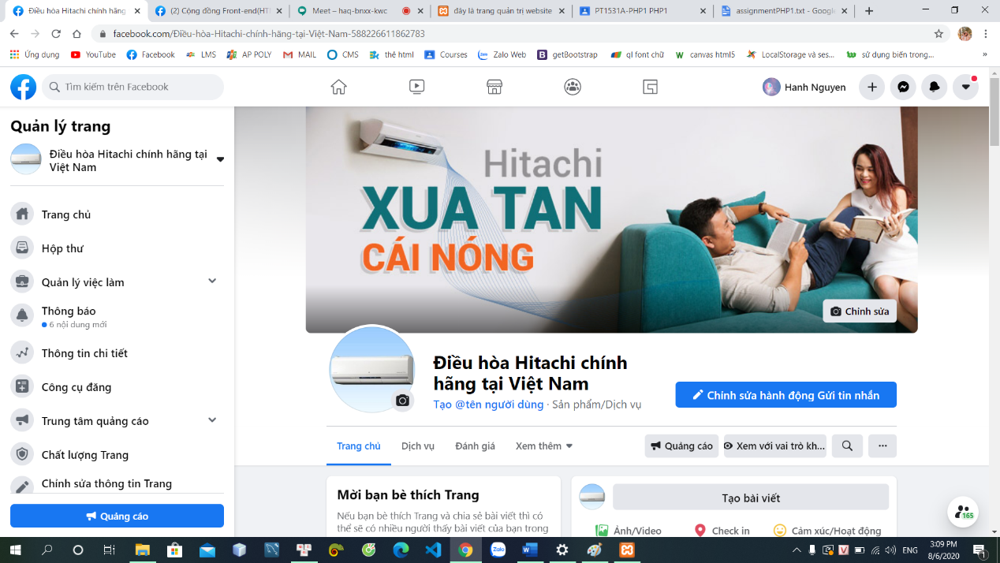 Điều hòa Hitachi chính hãng
(2) Cộng đồng Front-end(HT
Meet – haq-bnxx-kwc
đây là trang quản trị website
PT1531A-PHP1 PHP1
assignmentPHP1.txt - Google
facebook.com/Điều-hòa-Hitachi-chính-hãng-tại-Việt-Nam-588226611862783
Ứng dụng
YouTube
Facebook
LMS
AP POLY
MAIL
CMS
thẻ html
Courses
Zalo Web
getBootstrap
ql font chữ
canvas html5
LocalStorage và ses...
sử dụng biến trong...
»
Tìm kiếm trên Facebook
Hanh Nguyen
Quản lý trang
Điều hòa Hitachi chính hãng tại
Việt Nam
Trang chủ
Hộp thư
Quản lý việc làm
Thông báo
6 nội dung mới
Thông tin chi tiết
Công cụ đăng
Trung tâm quảng cáo
Chất lượng Trang
Chỉnh sửa thông tin Trang
Quảng cáo
Hitachi
XUA TAN
CÁI NÓNG
Chỉnh sửa
Điều hòa Hitachi chính
hãng tại Việt Nam
Tạo @tên người dùng · Sản phẩm/Dịch vụ
Chỉnh sửa hành động Gửi tin nhắn
Trang chủ
Dịch vụ
Đánh giá
Xem thêm
Quảng cáo
Xem với vai trò kh...
Mời bạn bè thích Trang
Nếu bạn bè thích Trang và chia sẻ bài viết thì có
thể sẽ có nhiều người thấy bài viết của bạn trong
Tạo bài viết
Ảnh/Video
Check in
Cảm xúc/Hoạt động
165
Zalo
ENG
3:09 PM
8/6/2020
1